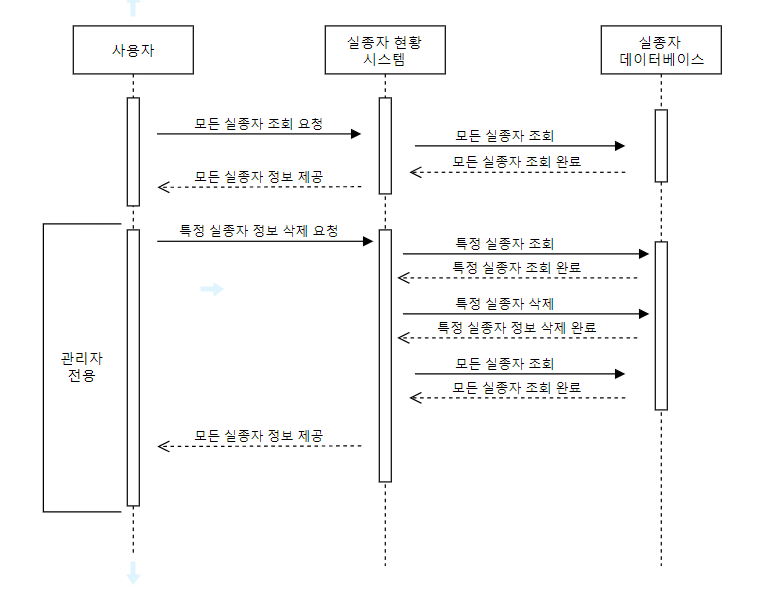 사용자
실종자 현황
시스템
실종자
데이터베이스
모든 실종자 조회 요청
모든 실종자 조회
모든 실종자 조회 완료
모든 실종자 정보 제공
특정 실종자 정보 삭제 요청
특정 실종자 조회
특정 실종자 조회 완료
특정 실종자 삭제
특정 실종자 정보 삭제 완료
관리자
전용
모든 실종자 조회
모든 실종자 조회 완료
모든 실종자 정보 제공